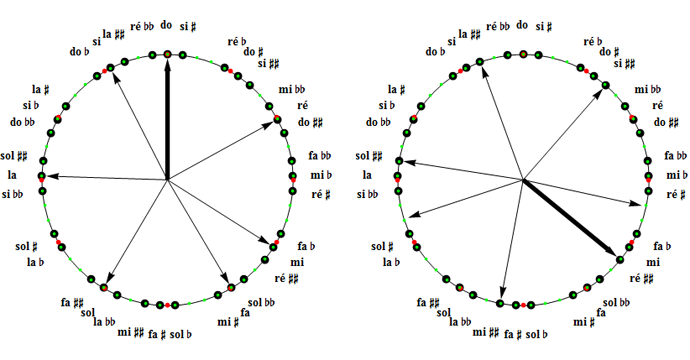 do
si ♯
ré b
do ♯
si ♯♯
mi bb
ré
do ♯♯
fa bb
mi b
ré ♯
fa b
mi
ré ♯♯
sol bb
fa
mi ♯
sol b
fa ♯
mi ♯♯
la bb
sol
fa ♯♯
la b
sol ♯
si bb
la
sol ♯♯
do bb
si b
la ♯
do b
si
la ♯♯
ré bb
do
si ♯
ré b
do ♯
si ♯♯
mi bb
ré
do ♯♯
fa bb
mi b
ré ♯
fa b
mi
ré ♯♯
sol bb
fa
mi ♯
sol b
fa ♯
mi ♯♯
la bb
sol
fa ♯♯
la b
sol ♯
si bb
la
sol ♯♯
do bb
si b
la ♯
do b
si
la ♯♯
ré bb